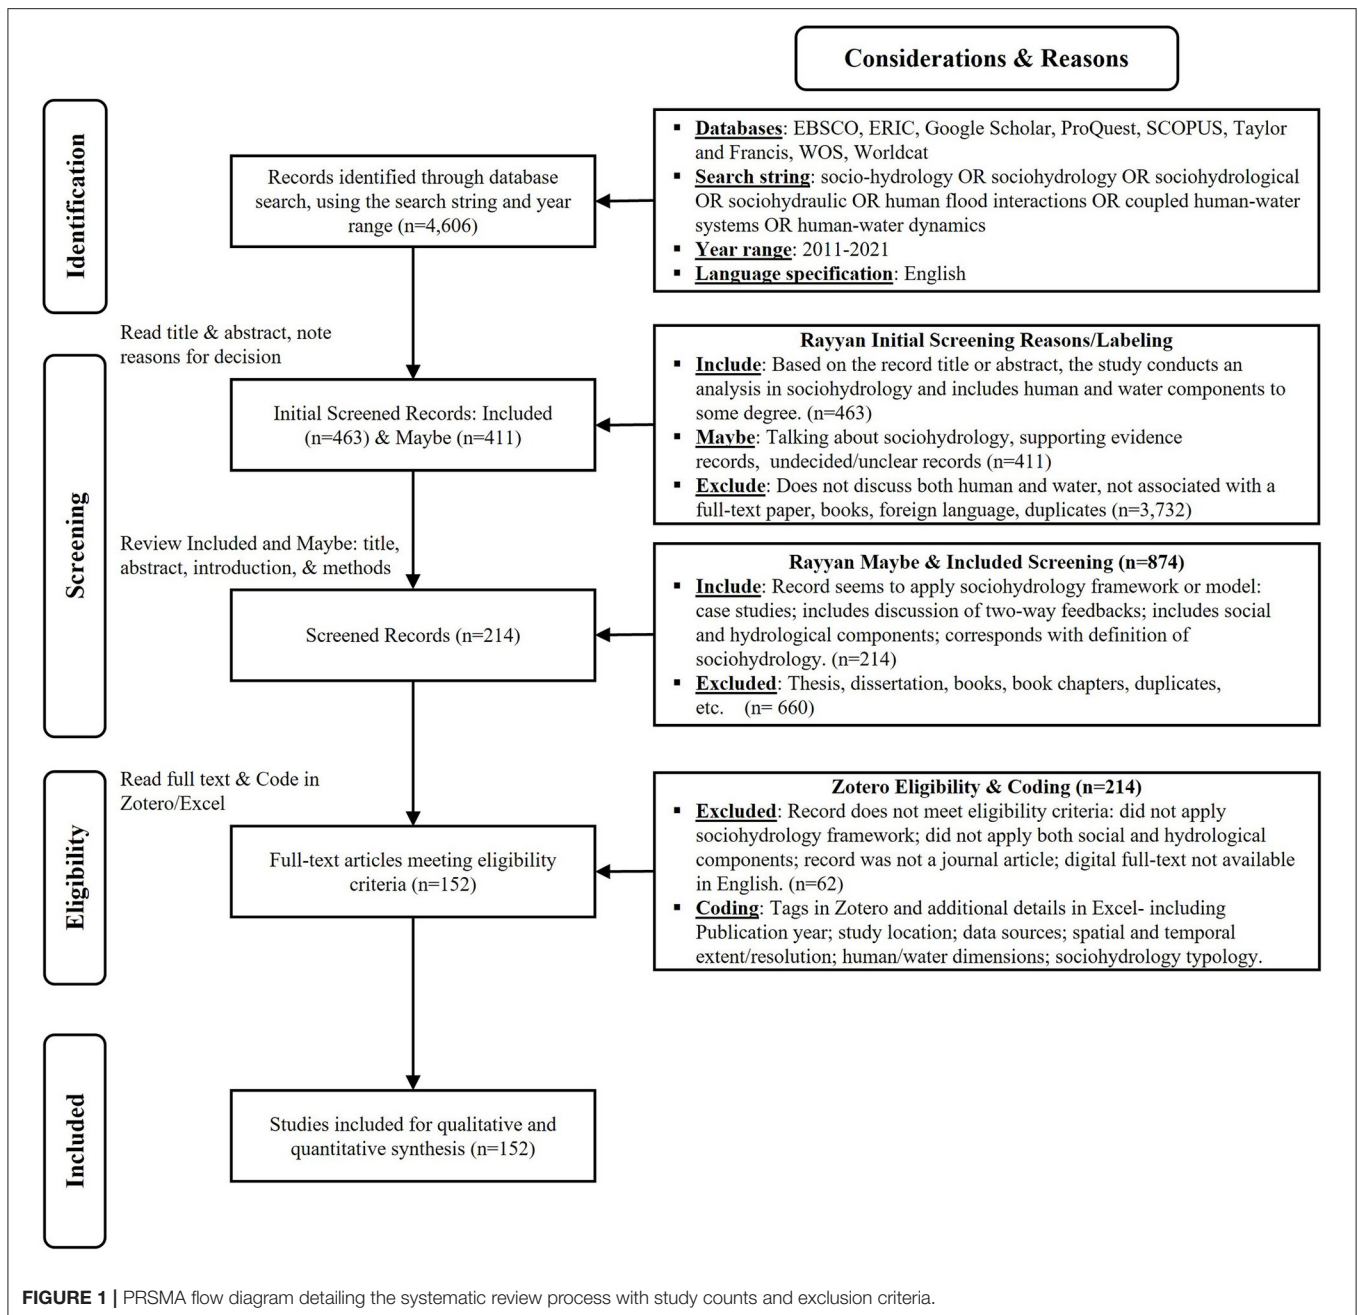 Considerations & Reasons
Identification
Records identified through database
search, using the search string and year
range (n=4,606)
▪ Databases: EBSCO, ERIC, Google Scholar, ProQuest, SCOPUS, Taylor
and Francis, WOS, Worldcat
▪ Search string: socio-hydrology OR sociohydrology OR sociohydrological
OR sociohydraulic OR human flood interactions OR coupled human-water
systems OR human-water dynamics
▪ Year range: 2011-2021
▪ Language specification: English
Read title & abstract, note
reasons for decision
Screening
Initial Screened Records: Included
(n=463) & Maybe (n=411)
Rayyan Initial Screening Reasons/Labeling
▪ Include: Based on the record title or abstract, the study conducts an
analysis in sociohydrology and includes human and water components to
some degree. (n=463)
▪ Maybe: Talking about sociohydrology, supporting evidence
records, undecided/unclear records (n=411)
▪ Exclude: Does not discuss both human and water, not associated with a
full-text paper, books, foreign language, duplicates (n=3,732)
Review Included and Maybe: title,
abstract, introduction, & methods
Screened Records (n=214)
Rayyan Maybe & Included Screening (n=874)
▪ Include: Record seems to apply sociohydrology framework or model:
case studies; includes discussion of two-way feedbacks; includes social
and hydrological components; corresponds with definition of
sociohydrology. (n=214)
▪ Excluded: Thesis, dissertation, books, book chapters, duplicates,
etc. (n= 660)
Read full text & Code in
Zotero/Excel
Eligibility
Full-text articles meeting eligibility
criteria (n=152)
Zotero Eligibility & Coding (n=214)
▪ Excluded: Record does not meet eligibility criteria: did not apply
sociohydrology framework; did not apply both social and hydrological
components; record was not a journal article; digital full-text not available
in English. (n=62)
▪ Coding: Tags in Zotero and additional details in Excel- including
Publication year; study location; data sources; spatial and temporal
extent/resolution; human/water dimensions; sociohydrology typology.
Included
Studies included for qualitative and
quantitative synthesis (n=152)
FIGURE 1 | PRSMA flow diagram detailing the systematic review process with study counts and exclusion criteria.